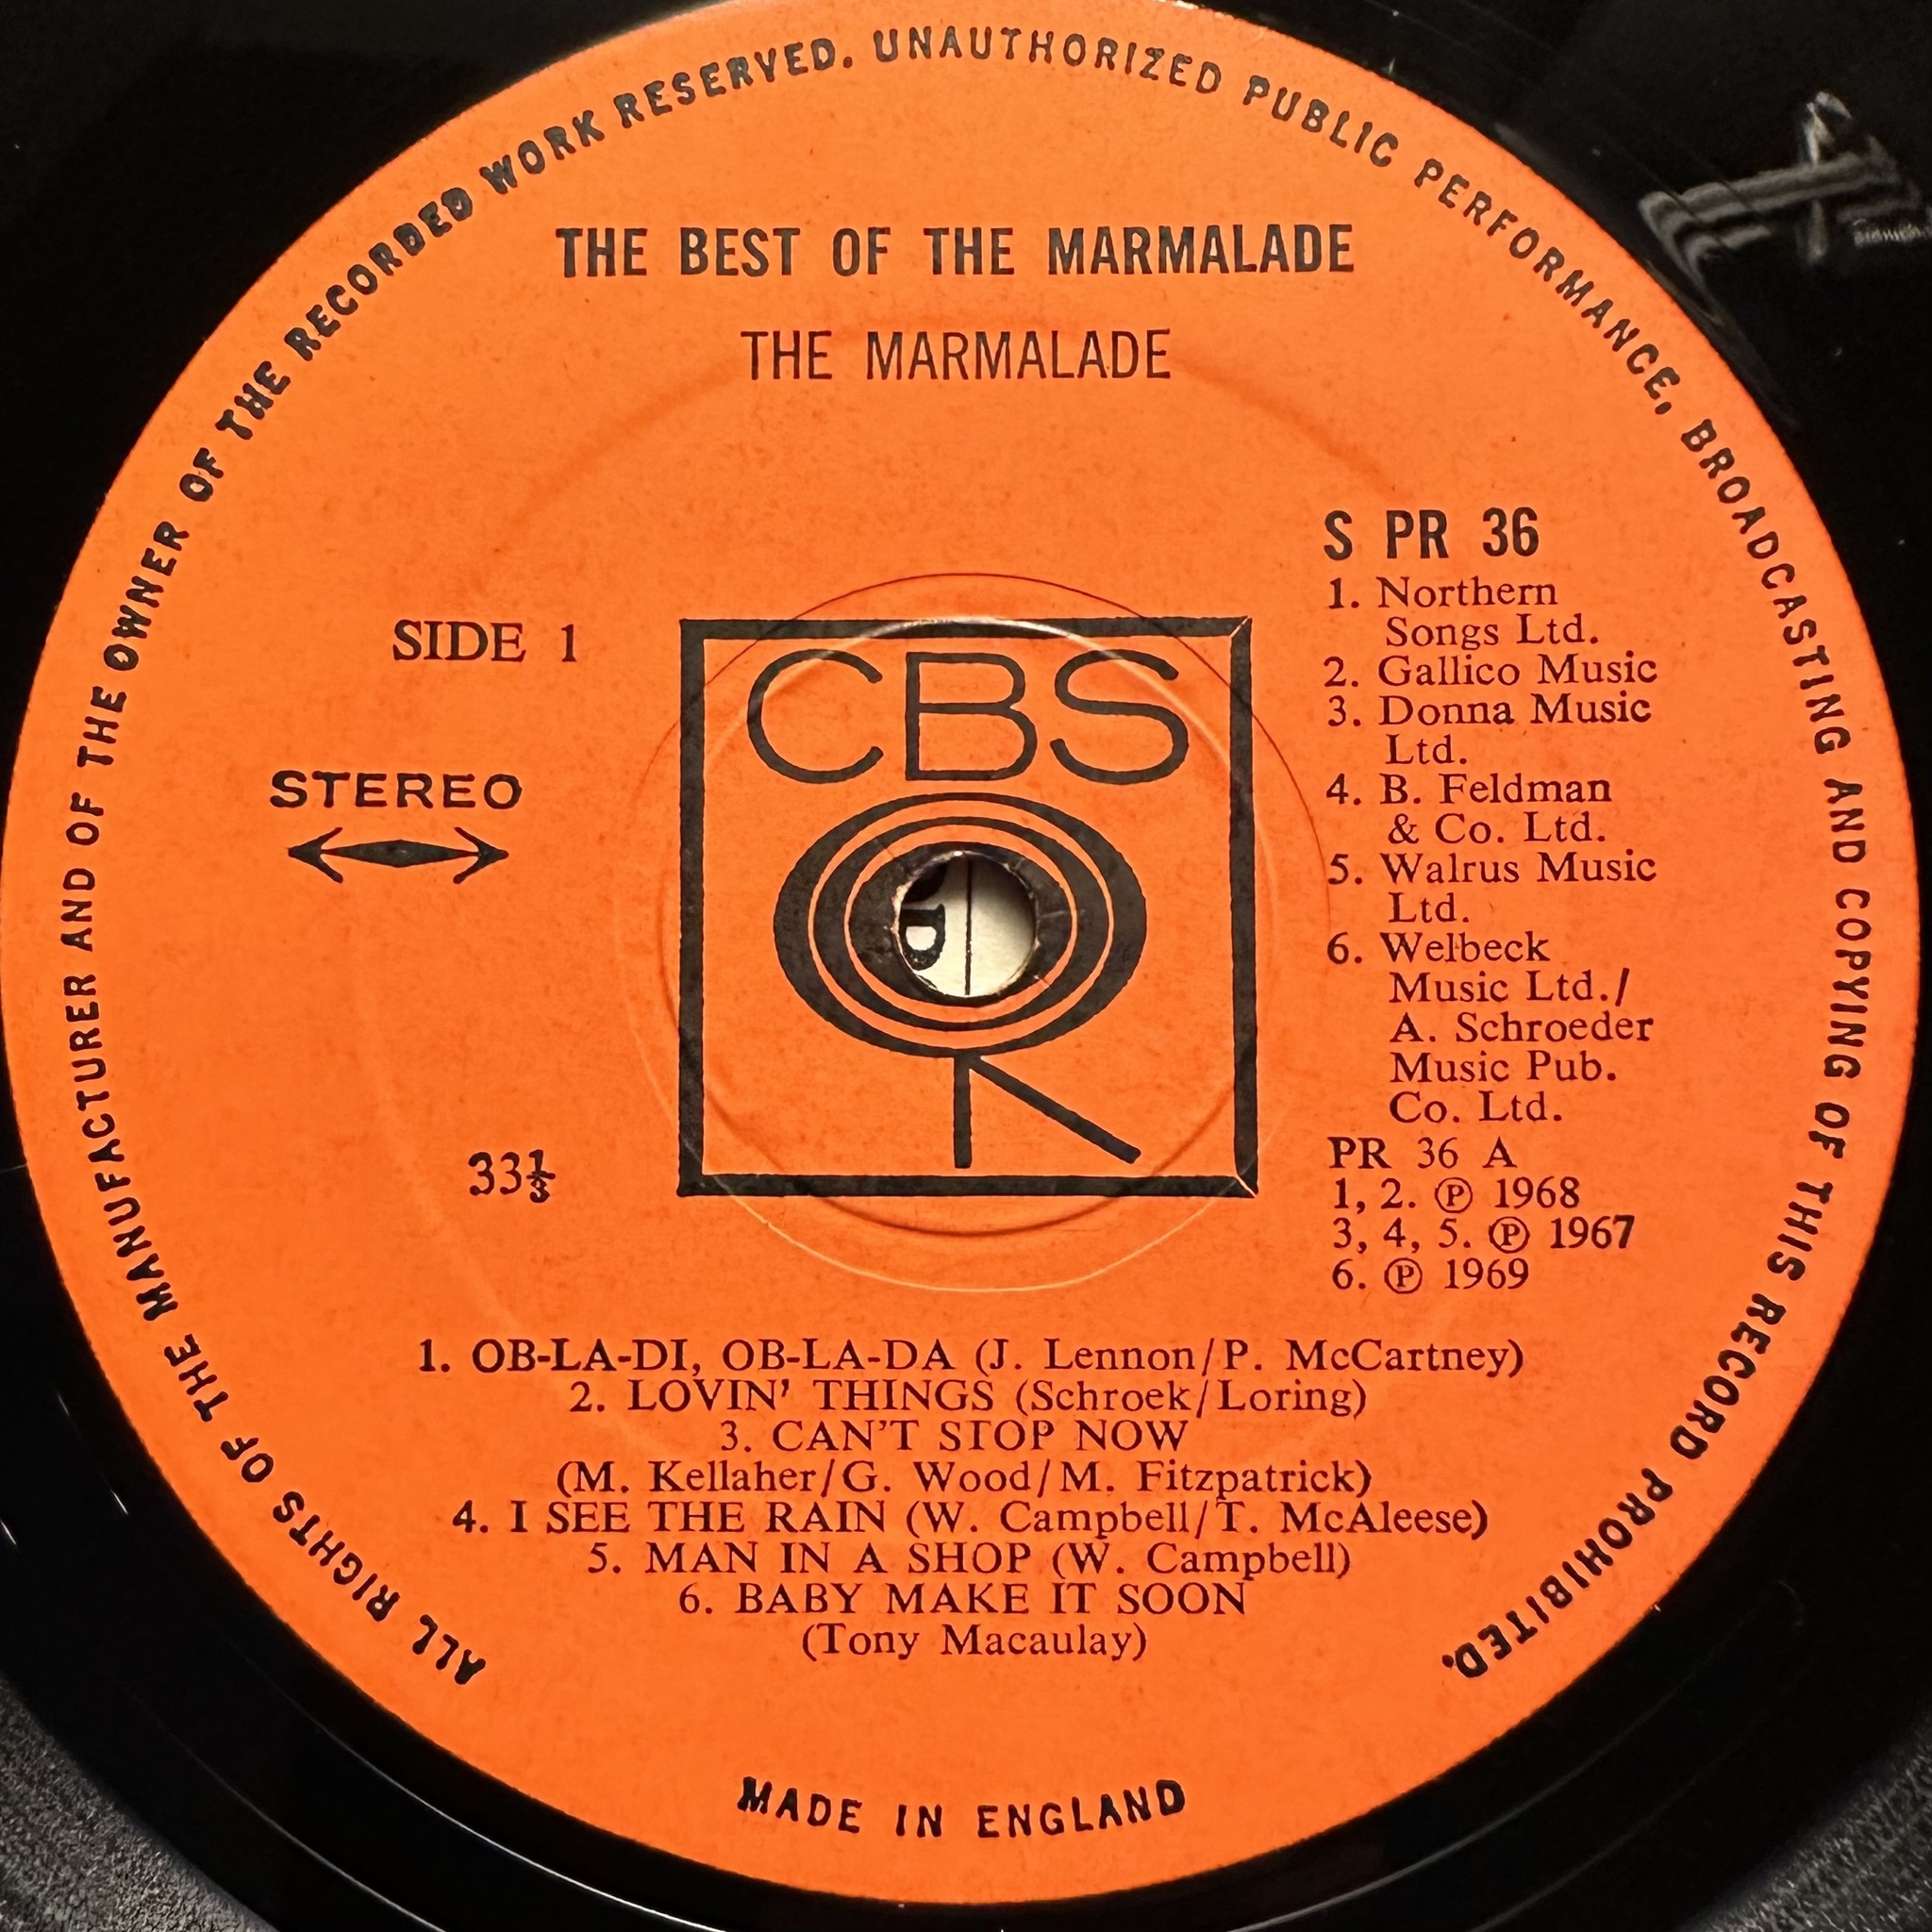 ALL RIGHTS OF THE MANUFACTURER AND OF THE OWNER OF THE RECORDED WORK RESERVED. UNAUTHORIZED PUBLIC PERFORMANCE, BROADCASTING AND COPYING OF THIS RECORD PROHIBITED.
THE BEST OF THE MARMALADE
THE MARMALADE
SIDE 1
STEREO
33⅓
CBS
S PR 36
1. Northern
Songs Ltd.
2. Gallico Music
3. Donna Music
Ltd.
4. B. Feldman
& Co. Ltd.
5. Walrus Music
Ltd.
6. Welbeck
Music Ltd./
A. Schroeder
Music Pub.
Co. Ltd.
PR 36 A
1, 2. ℗ 1968
3, 4, 5. ℗ 1967
6. ℗ 1969
1. OB-LA-DI, OB-LA-DA (J. Lennon/P. McCartney)
2. LOVIN' THINGS (Schroek/Loring)
3. CAN'T STOP NOW
(M. Kellaher/G. Wood/M. Fitzpatrick)
4. I SEE THE RAIN (W. Campbell/T. McAleese)
5. MAN IN A SHOP (W. Campbell)
6. BABY MAKE IT SOON
(Tony Macaulay)
MADE IN ENGLAND